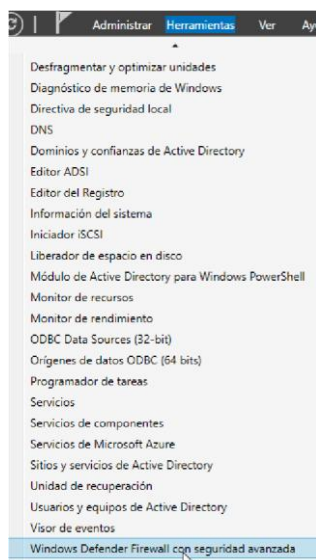 Administrar Herramientas Ver
Desfragmentar y optimizar unidades
Diagnóstico de memoria de Windows
Directiva de seguridad local
DNS
Dominios y confianzas de Active Directory
Editor ADSI
Editor del Registro
Información del sistema
Iniciador iSCSI
Liberador de espacio en disco
Módulo de Active Directory para Windows PowerShell
Monitor de recursos
Monitor de rendimiento
ODBC Data Sources (32-bit)
Orígenes de datos ODBC (64 bits)
Programador de tareas
Servicios
Servicios de componentes
Servicios de Microsoft Azure
Sitios y servicios de Active Directory
Unidad de recuperación
Usuarios y equipos de Active Directory
Visor de eventos
Windows Defender Firewall con seguridad avanzada